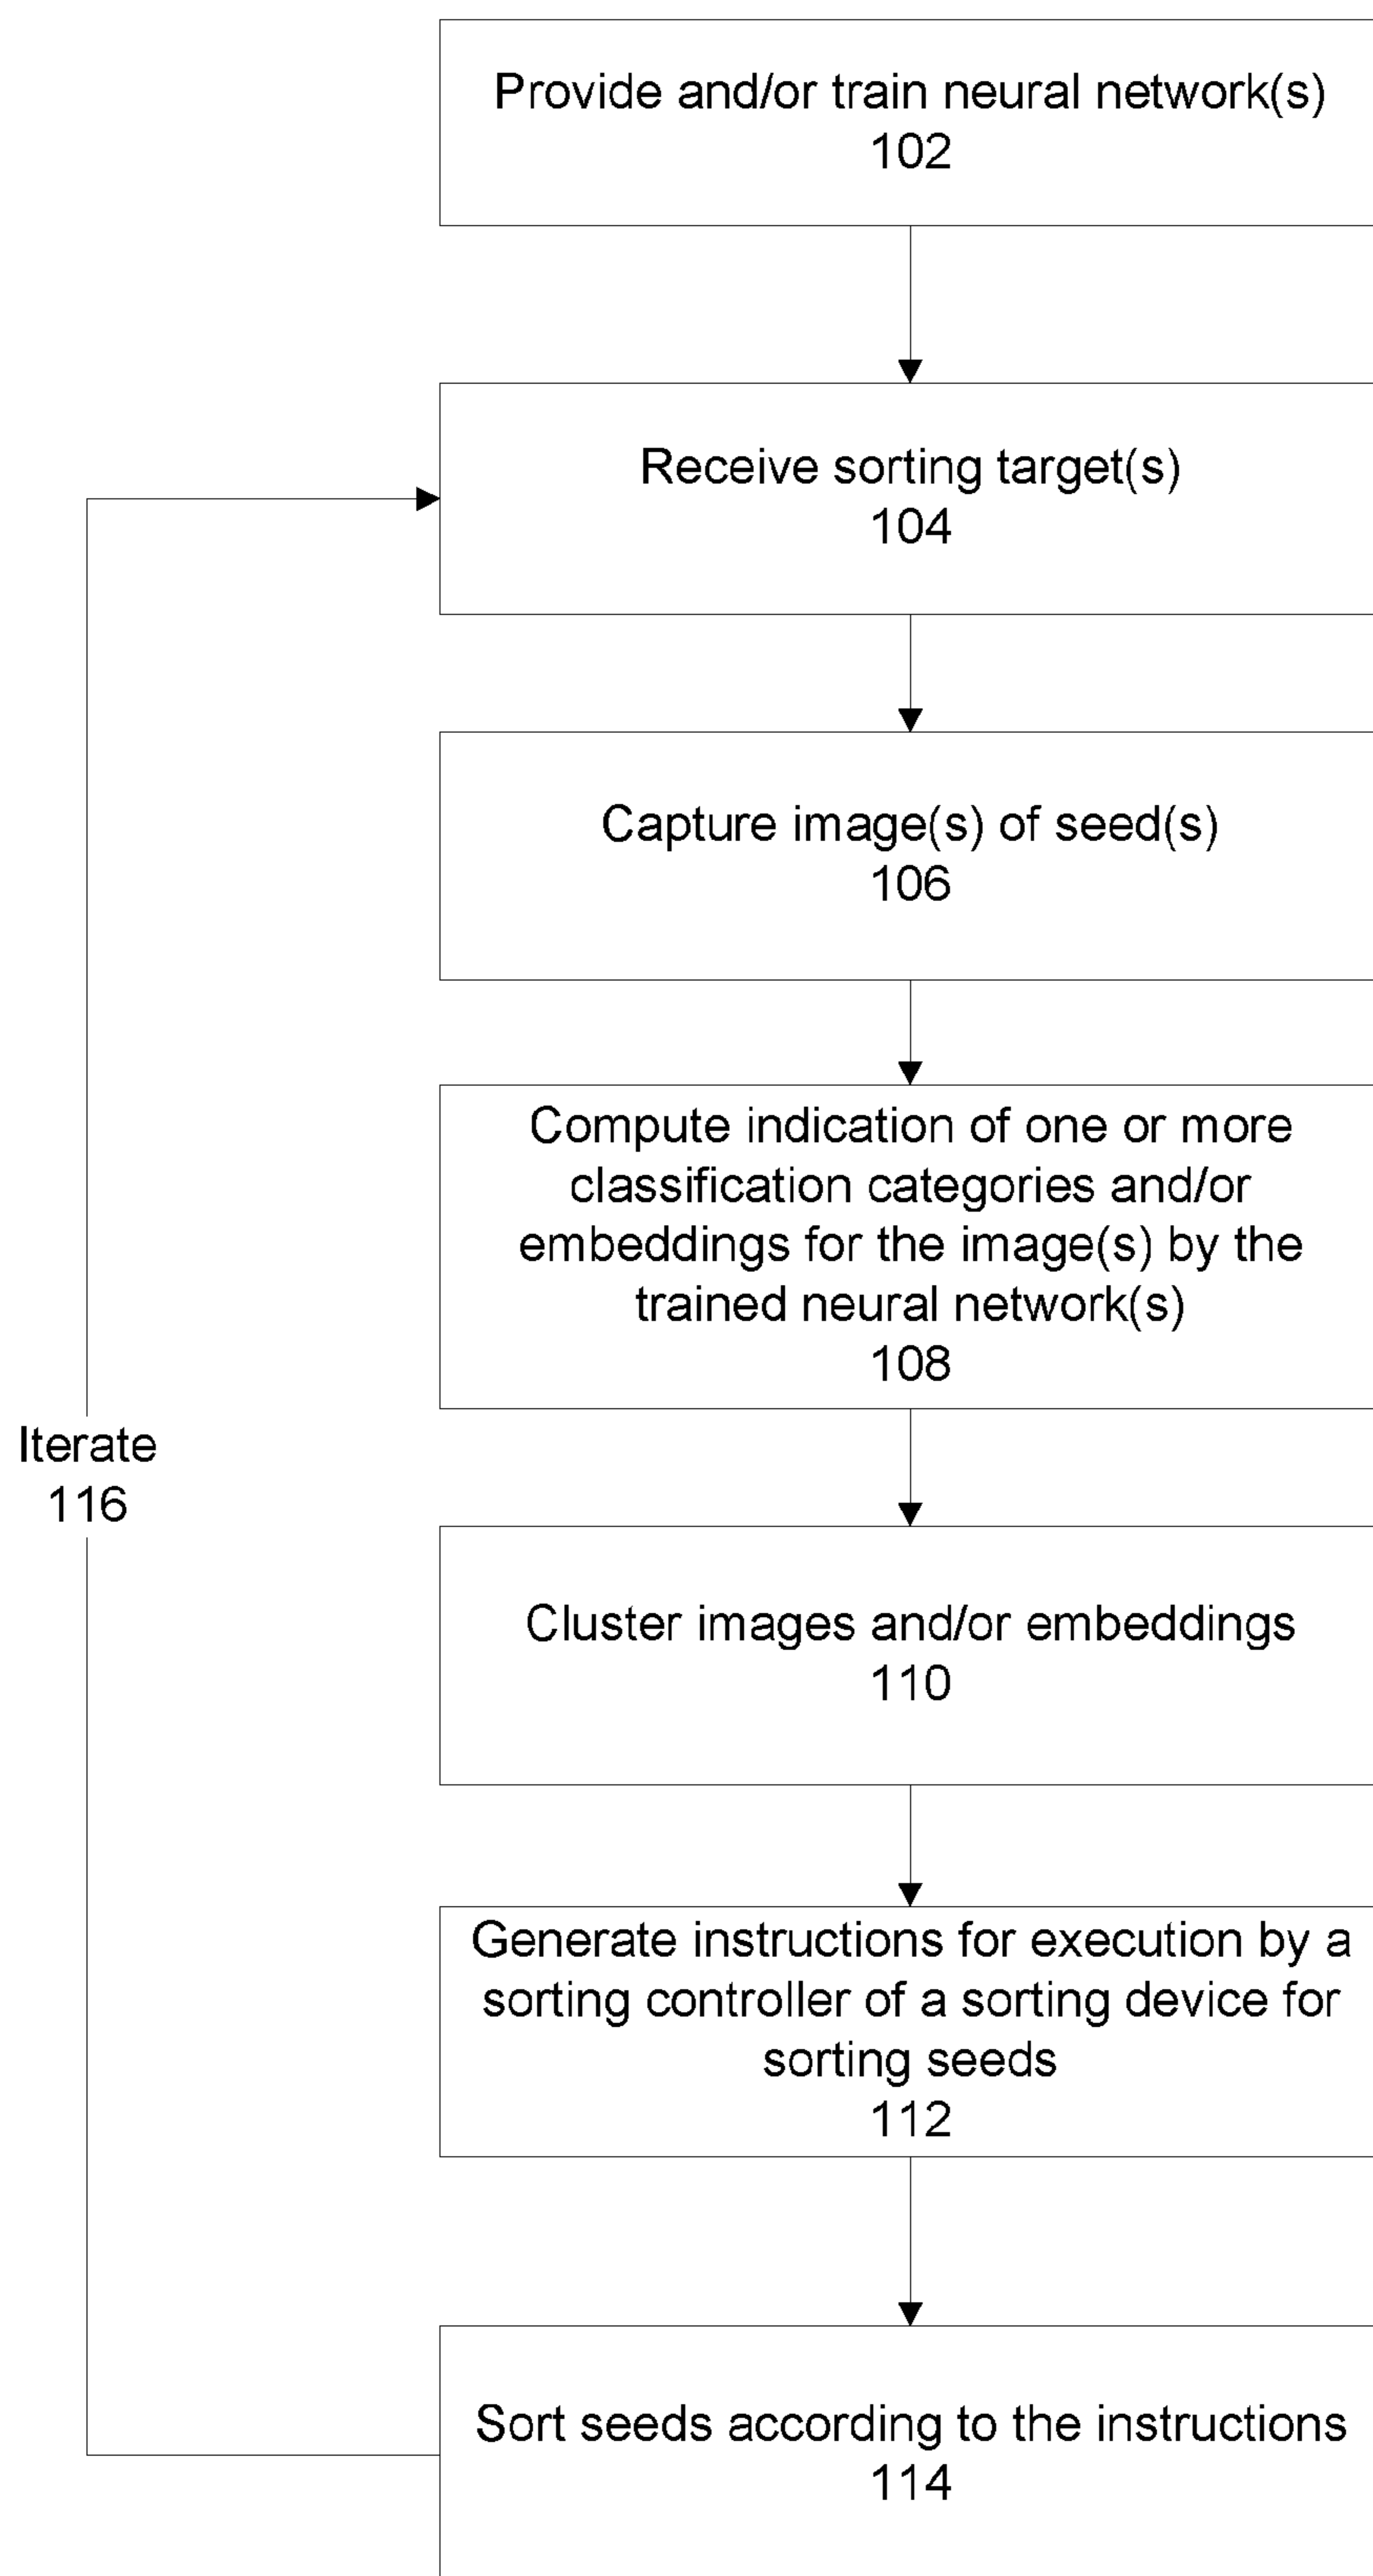 Provide and/or train neural network(s)
102
Receive sorting target(s)
104
Capture image(s) of seed(s)
106
Compute indication of one or more
classification categories and/or
embeddings for the image(s) by the
trained neural network(s)
108
Iterate
116
Cluster images and/or embeddings
110
Generate instructions for execution by a
sorting controller of a sorting device for
sorting seeds
112
Sort seeds according to the instructions
114